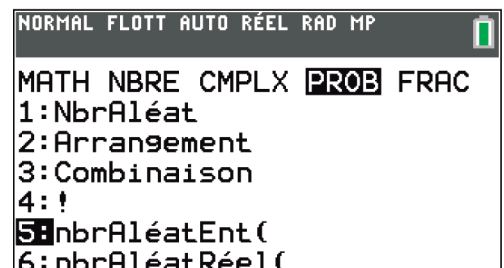 NORMAL FLOTT AUTO RÉEL RAD MP
MATH NBRE CMPLX PROB FRAC
1:NbrAléat
2:Arrangement
3:Combinaison
4:!
5:nbrAléatEnt(
6:nbrAléatRéel(